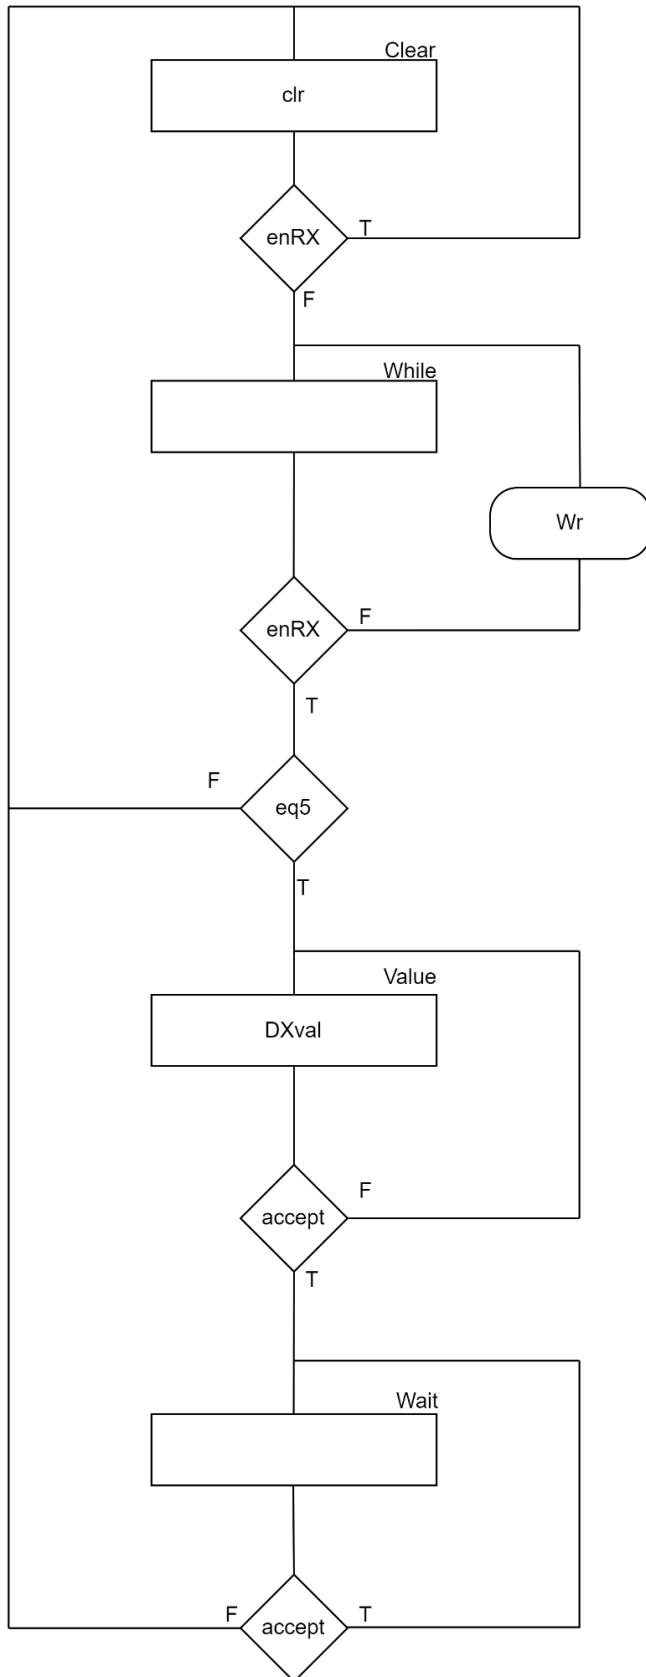 Clear
clr
enRX
T
F
While
Wr
enRX
F
T
F
eq5
T
Value
DXval
F
accept
T
Wait
F
accept
T